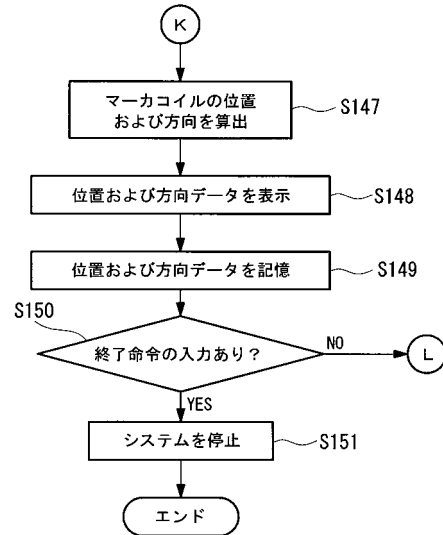 K
マーカコイルの位置
および方向を算出
S147
位置および方向データを表示
S148
位置および方向データを記憶
S149
S150
終了命令の入力あり？
NO
L
YES
システムを停止
S151
エンド